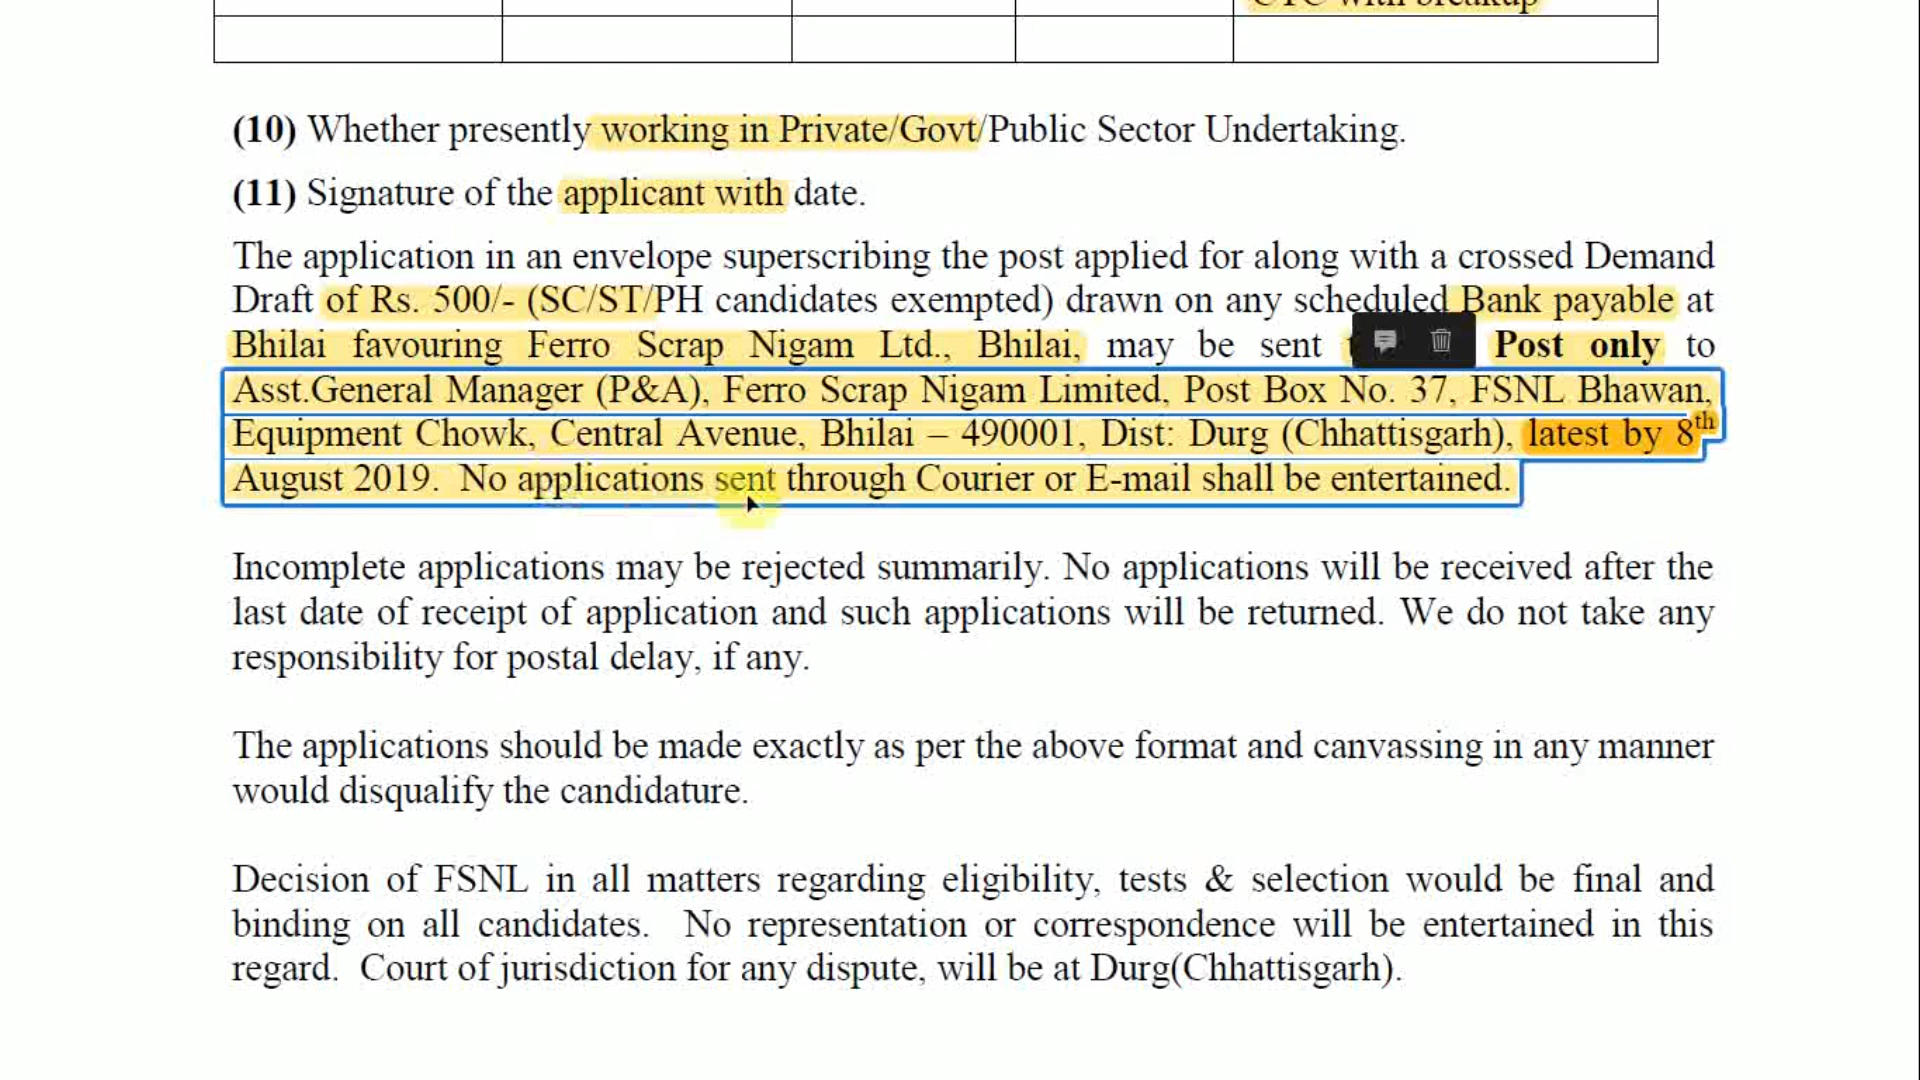 CTC with breakup
(10) Whether presently working in Private/Govt/Public Sector Undertaking.
(11) Signature of the applicant with date.
The application in an envelope superscribing the post applied for along with a crossed Demand
Draft of Rs. 500/- (SC/ST/PH candidates exempted) drawn on any scheduled Bank payable at
Bhilai favouring Ferro Scrap Nigam Ltd., Bhilai, may be sent Post only to
Asst.General Manager (P&A), Ferro Scrap Nigam Limited, Post Box No. 37, FSNL Bhawan,
Equipment Chowk, Central Avenue, Bhilai – 490001, Dist: Durg (Chhattisgarh), latest by 8th
August 2019. No applications sent through Courier or E-mail shall be entertained.
Incomplete applications may be rejected summarily. No applications will be received after the
last date of receipt of application and such applications will be returned. We do not take any
responsibility for postal delay, if any.
The applications should be made exactly as per the above format and canvassing in any manner
would disqualify the candidature.
Decision of FSNL in all matters regarding eligibility, tests & selection would be final and
binding on all candidates. No representation or correspondence will be entertained in this
regard. Court of jurisdiction for any dispute, will be at Durg(Chhattisgarh).